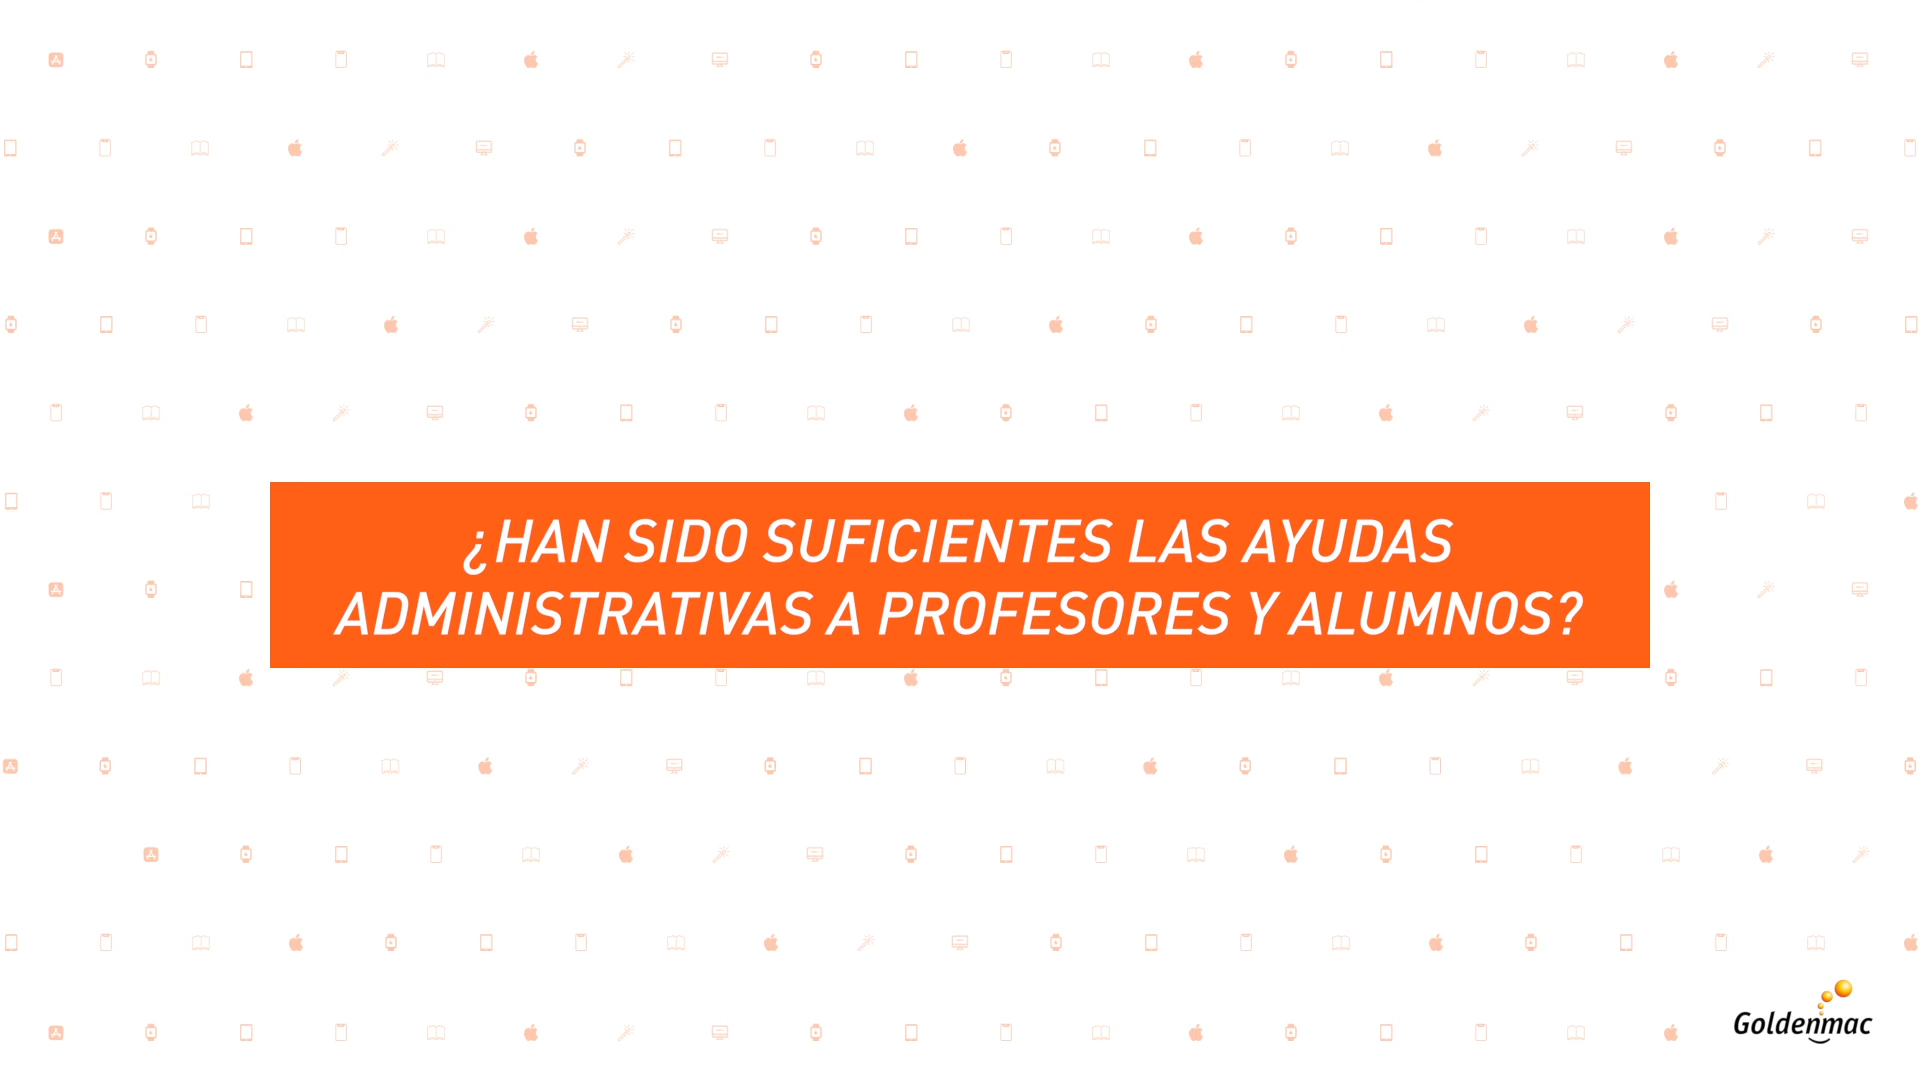 ¿HAN SIDO SUFICIENTES LAS AYUDAS
ADMINISTRATIVAS A PROFESORES Y ALUMNOS?
Goldenmac